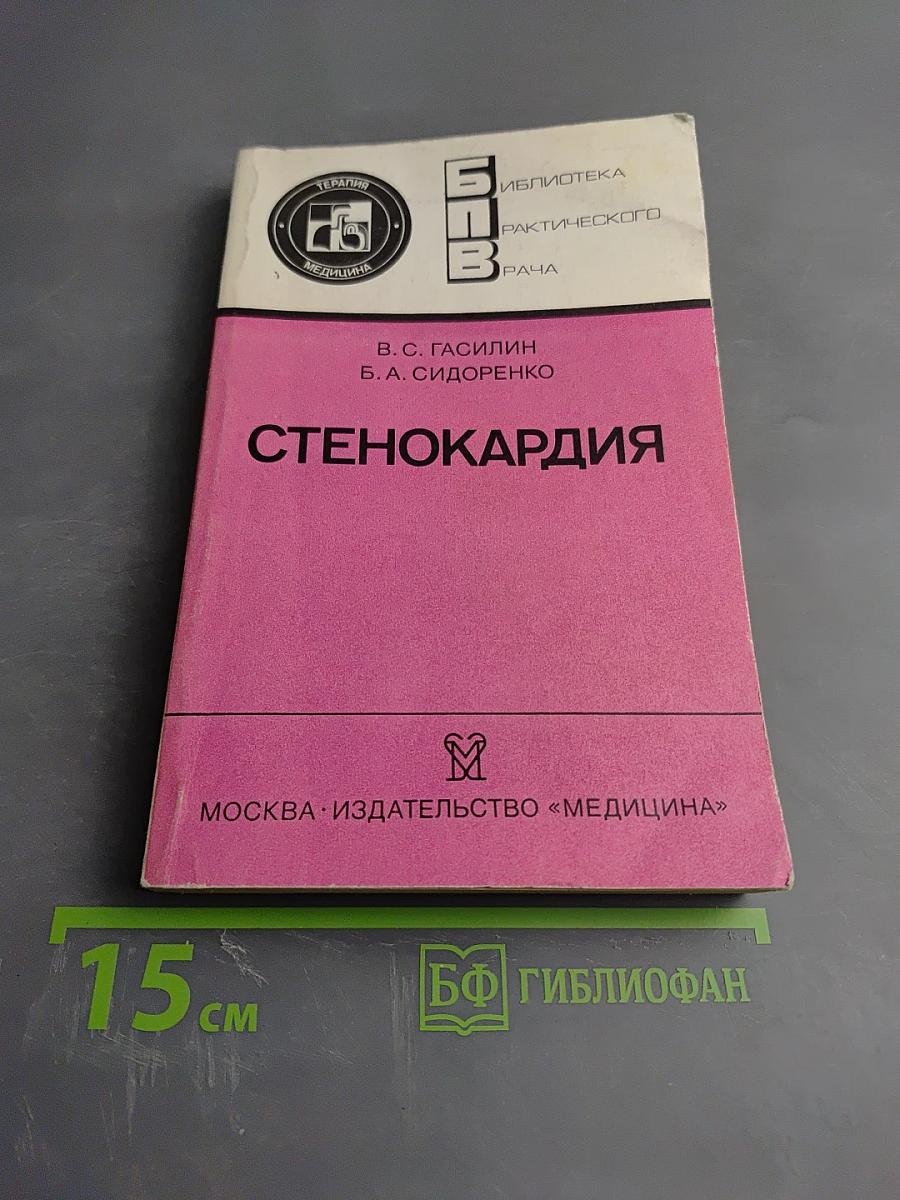 ТЕРАПИЯ
МЕДИЦИНА
БИБЛИОТЕКА
ПРАКТИЧЕСКОГО
ВРАЧА
В. С. ГАСИЛИН
Б. А. СИДОРЕНКО
СТЕНОКАРДИЯ
МОСКВА · ИЗДАТЕЛЬСТВО «МЕДИЦИНА»
15 см
БФ ГИБЛИОФАН